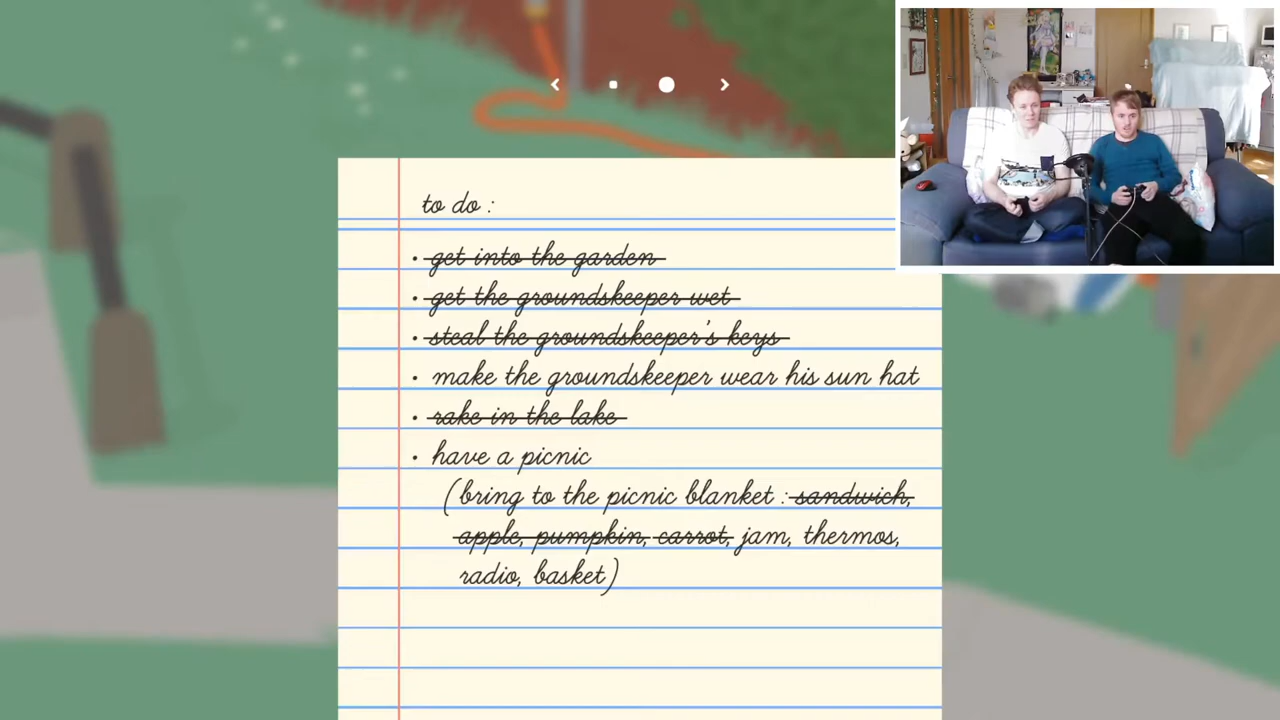 to do :
• get into the garden
• get the groundskeeper wet
• steal the groundskeeper's keys
• make the groundskeeper wear his sun hat
• rake in the lake
• have a picnic
(bring to the picnic blanket : sandwich,
apple, pumpkin, carrot, jam, thermos,
radio, basket)